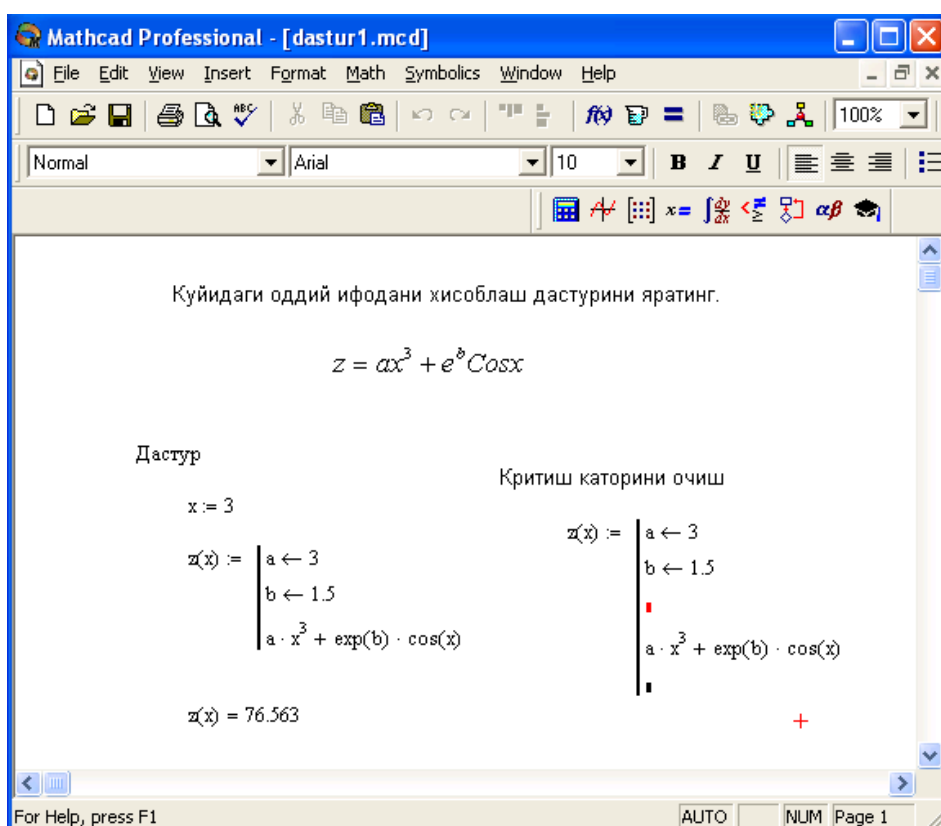 Mathcad Professional - [dastur1.mcd]
File Edit View Insert Format Math Symbolics Window Help
100%
Normal Arial 10 B I U
x= αβ
Куйидаги оддий ифодани хисоблаш дастурини яратинг.
z = ax³ + eᵇCosx
Дастур
Критиш каторини очиш
x := 3
z(x) := a ← 3
b ← 1.5
a · x³ + exp(b) · cos(x)
z(x) = 76.563
z(x) := a ← 3
b ← 1.5
a · x³ + exp(b) · cos(x)
For Help, press F1 AUTO NUM Page 1